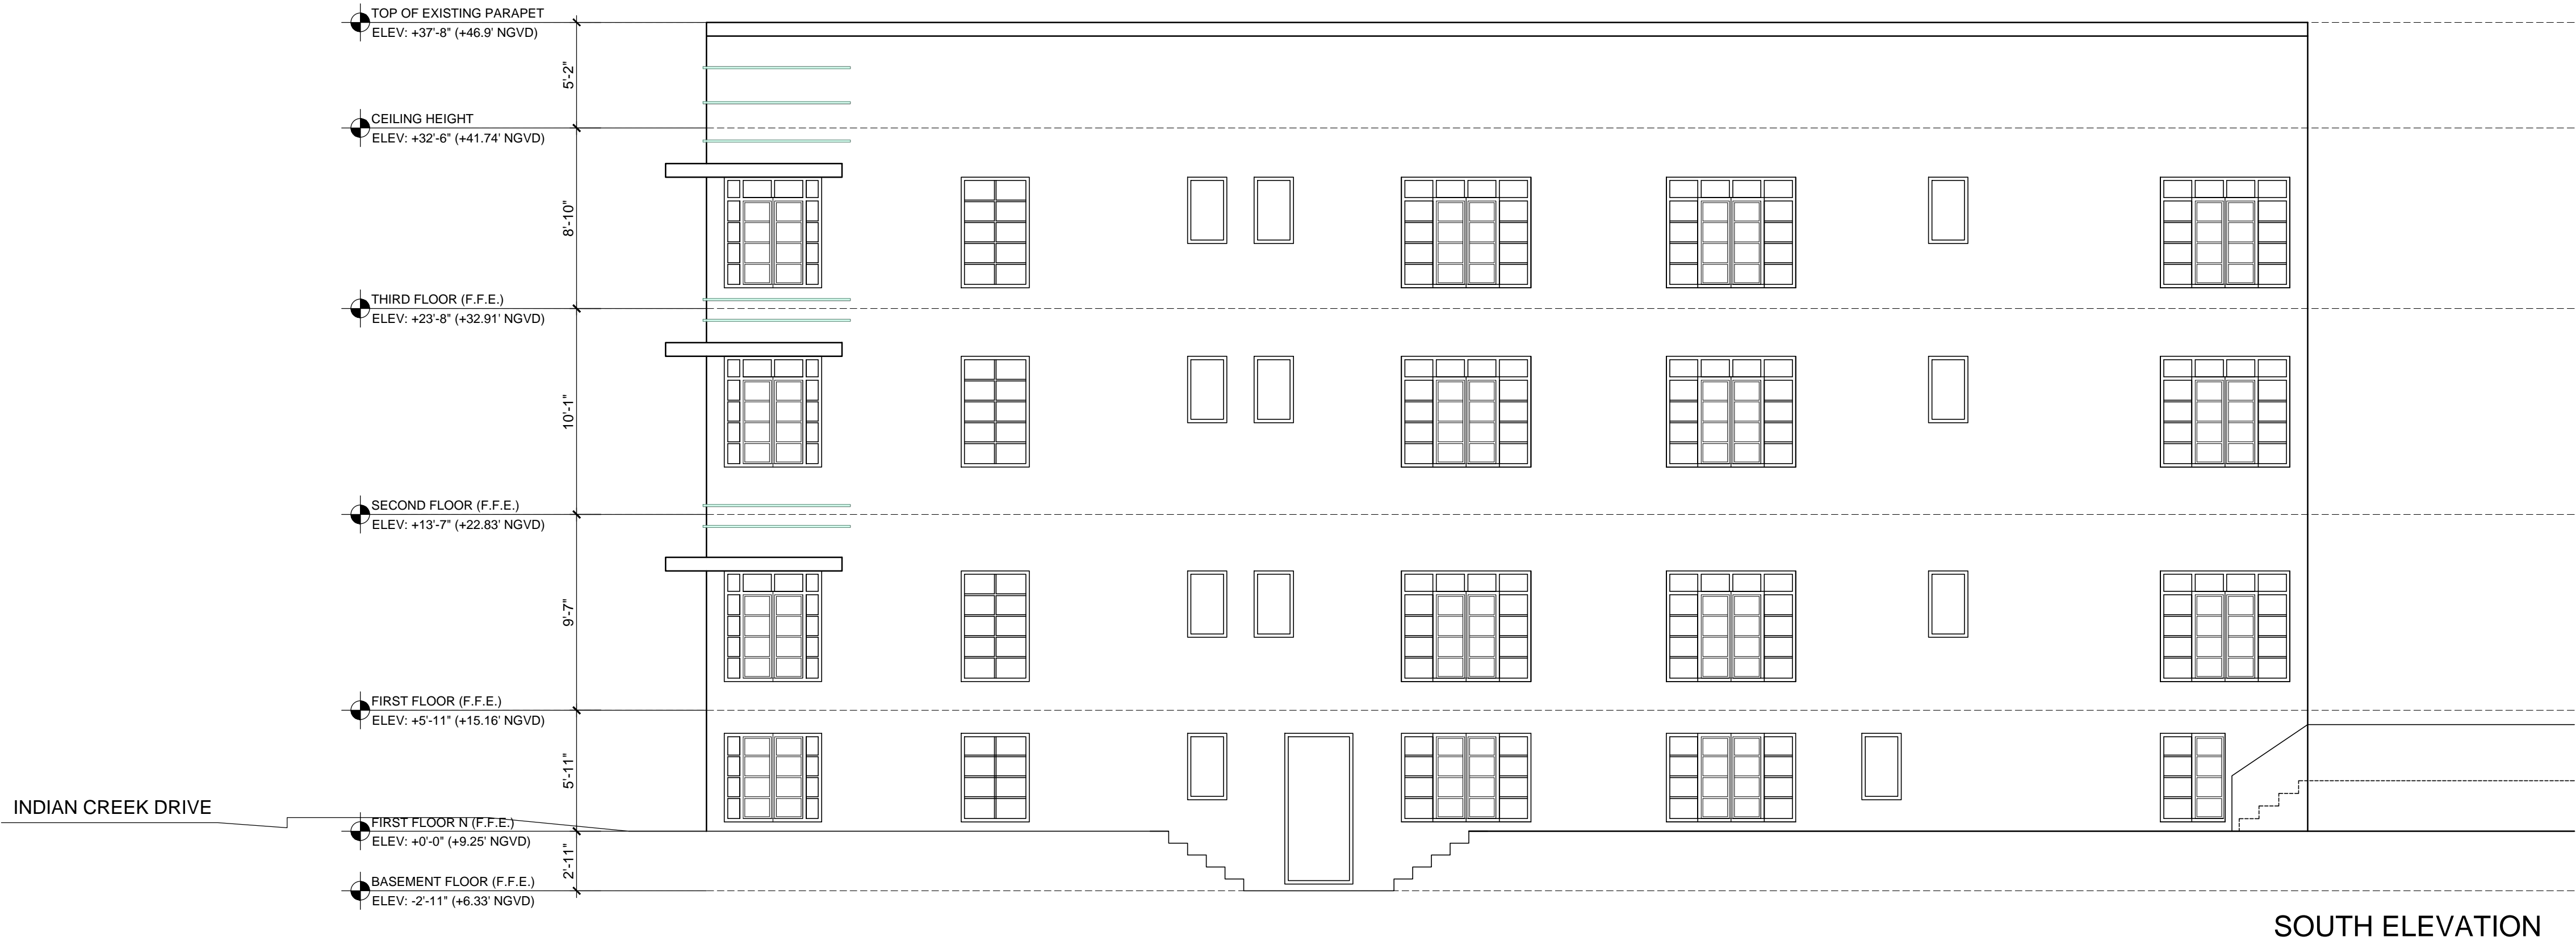 TOP OF EXISTING PARAPET
ELEV: +37'-8" (+46.9' NGVD)
5'-2"
CEILING HEIGHT
ELEV: +32'-6" (+41.74' NGVD)
8'-10"
THIRD FLOOR (F.F.E.)
ELEV: +23'-8" (+32.91' NGVD)
10'-1"
SECOND FLOOR (F.F.E.)
ELEV: +13'-7" (+22.83' NGVD)
9'-7"
FIRST FLOOR (F.F.E.)
ELEV: +5'-11" (+15.16' NGVD)
5'-11"
INDIAN CREEK DRIVE
FIRST FLOOR N (F.F.E.)
ELEV: +0'-0" (+9.25' NGVD)
2'-11"
BASEMENT FLOOR (F.F.E.)
ELEV: -2'-11" (+6.33' NGVD)
SOUTH ELEVATION